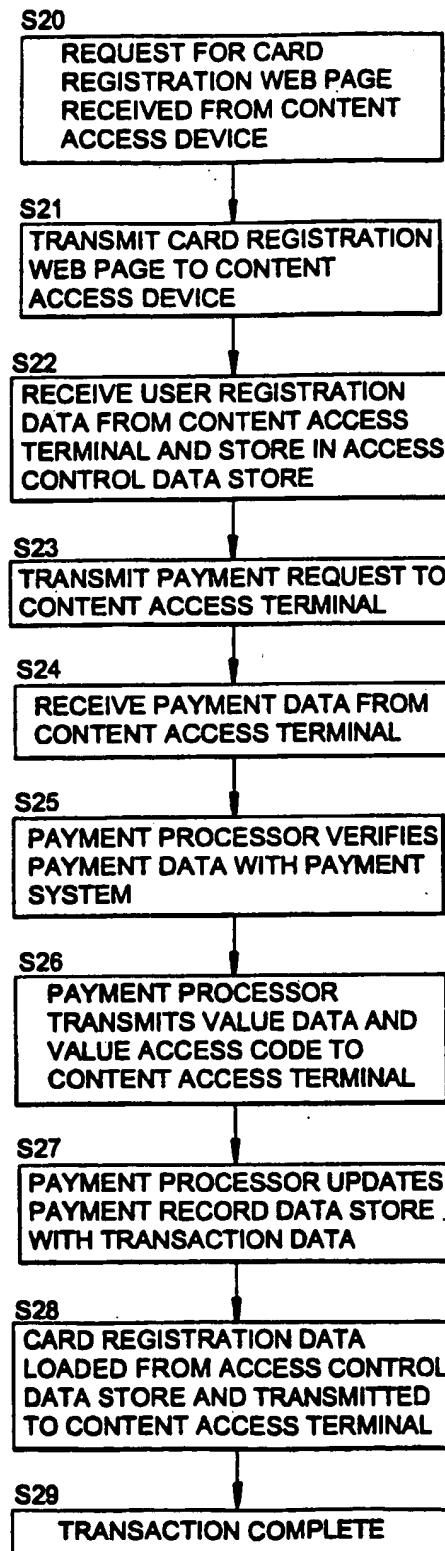 S20
REQUEST FOR CARD
REGISTRATION WEB PAGE
RECEIVED FROM CONTENT
ACCESS DEVICE
S21
TRANSMIT CARD REGISTRATION
WEB PAGE TO CONTENT
ACCESS DEVICE
S22
RECEIVE USER REGISTRATION
DATA FROM CONTENT ACCESS
TERMINAL AND STORE IN ACCESS
CONTROL DATA STORE
S23
TRANSMIT PAYMENT REQUEST TO
CONTENT ACCESS TERMINAL
S24
RECEIVE PAYMENT DATA FROM
CONTENT ACCESS TERMINAL
S25
PAYMENT PROCESSOR VERIFIES
PAYMENT DATA WITH PAYMENT
SYSTEM
S26
PAYMENT PROCESSOR
TRANSMITS VALUE DATA AND
VALUE ACCESS CODE TO
CONTENT ACCESS TERMINAL
S27
PAYMENT PROCESSOR UPDATES
PAYMENT RECORD DATA STORE
WITH TRANSACTION DATA
S28
CARD REGISTRATION DATA
LOADED FROM ACCESS CONTROL
DATA STORE AND TRANSMITTED
TO CONTENT ACCESS TERMINAL
S29
TRANSACTION COMPLETE